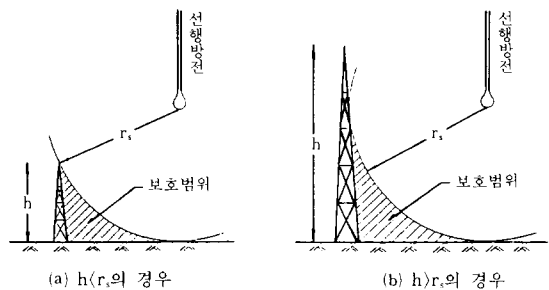 선행방전
r_s
h
보호범위
(a) h<r_s의 경우
선행방전
r_s
h
보호범위
(b) h>r_s의 경우